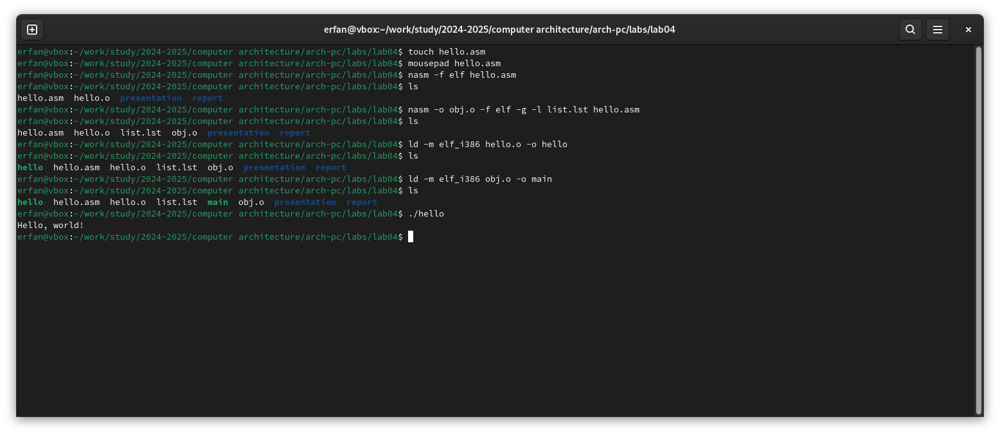 erfan@vbox:~/work/study/2024-2025/computer architecture/arch-pc/labs/lab04
erfan@vbox:~/work/study/2024-2025/computer architecture/arch-pc/labs/lab04$ touch hello.asm
erfan@vbox:~/work/study/2024-2025/computer architecture/arch-pc/labs/lab04$ mousepad hello.asm
erfan@vbox:~/work/study/2024-2025/computer architecture/arch-pc/labs/lab04$ nasm -f elf hello.asm
erfan@vbox:~/work/study/2024-2025/computer architecture/arch-pc/labs/lab04$ ls
hello.asm  hello.o  presentation  report
erfan@vbox:~/work/study/2024-2025/computer architecture/arch-pc/labs/lab04$ nasm -o obj.o -f elf -g -l list.lst hello.asm
erfan@vbox:~/work/study/2024-2025/computer architecture/arch-pc/labs/lab04$ ls
hello.asm  hello.o  list.lst  obj.o  presentation  report
erfan@vbox:~/work/study/2024-2025/computer architecture/arch-pc/labs/lab04$ ld -m elf_i386 hello.o -o hello
erfan@vbox:~/work/study/2024-2025/computer architecture/arch-pc/labs/lab04$ ls
hello  hello.asm  hello.o  list.lst  obj.o  presentation  report
erfan@vbox:~/work/study/2024-2025/computer architecture/arch-pc/labs/lab04$ ld -m elf_i386 obj.o -o main
erfan@vbox:~/work/study/2024-2025/computer architecture/arch-pc/labs/lab04$ ls
hello  hello.asm  hello.o  list.lst  main  obj.o  presentation  report
erfan@vbox:~/work/study/2024-2025/computer architecture/arch-pc/labs/lab04$ ./hello
Hello, world!
erfan@vbox:~/work/study/2024-2025/computer architecture/arch-pc/labs/lab04$